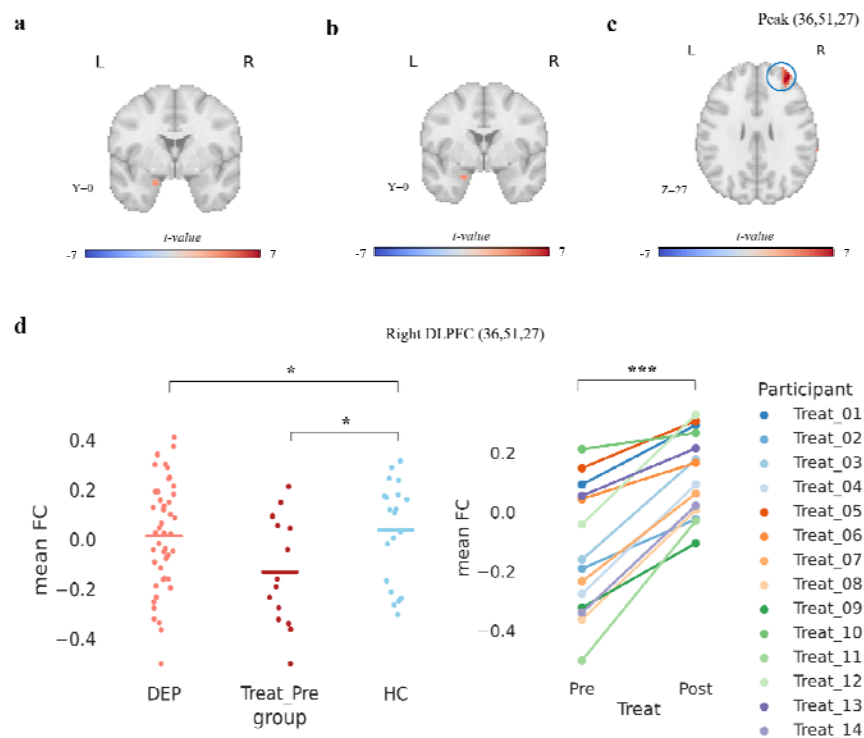 a
b
c
Peak (36,51,27)
L R
L R
L R
Y=0
Y=0
Z=27
t-value
t-value
t-value
-7 7
-7 7
-7 7
d
Right DLPFC (36,51,27)
*
*
***
mean FC
0.4
0.2
0.0
−0.2
−0.4
DEP
Treat_Pre
HC
group
mean FC
0.2
0.0
−0.2
−0.4
Pre
Post
Treat
Participant
Treat_01
Treat_02
Treat_03
Treat_04
Treat_05
Treat_06
Treat_07
Treat_08
Treat_09
Treat_10
Treat_11
Treat_12
Treat_13
Treat_14